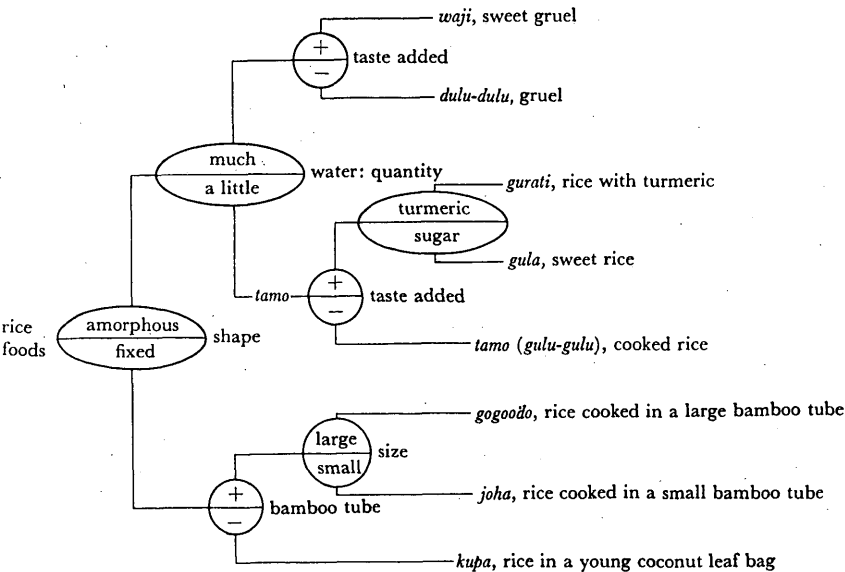 waji, sweet gruel
+
taste added
−
dulu-dulu, gruel
much
water: quantity
a little
gurati, rice with turmeric
turmeric
sugar
gula, sweet rice
tamo
+
taste added
−
tamo (gulu-gulu), cooked rice
rice
foods
amorphous
shape
fixed
gogooďo, rice cooked in a large bamboo tube
large
size
small
joha, rice cooked in a small bamboo tube
+
bamboo tube
−
kupa, rice in a young coconut leaf bag